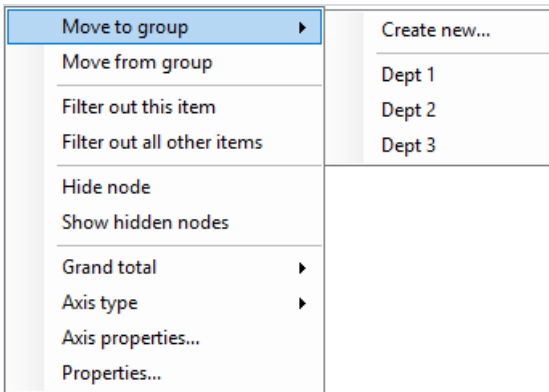 Move to group
Move from group
Filter out this item
Filter out all other items
Hide node
Show hidden nodes
Grand total
Axis type
Axis properties...
Properties...
Create new...
Dept 1
Dept 2
Dept 3